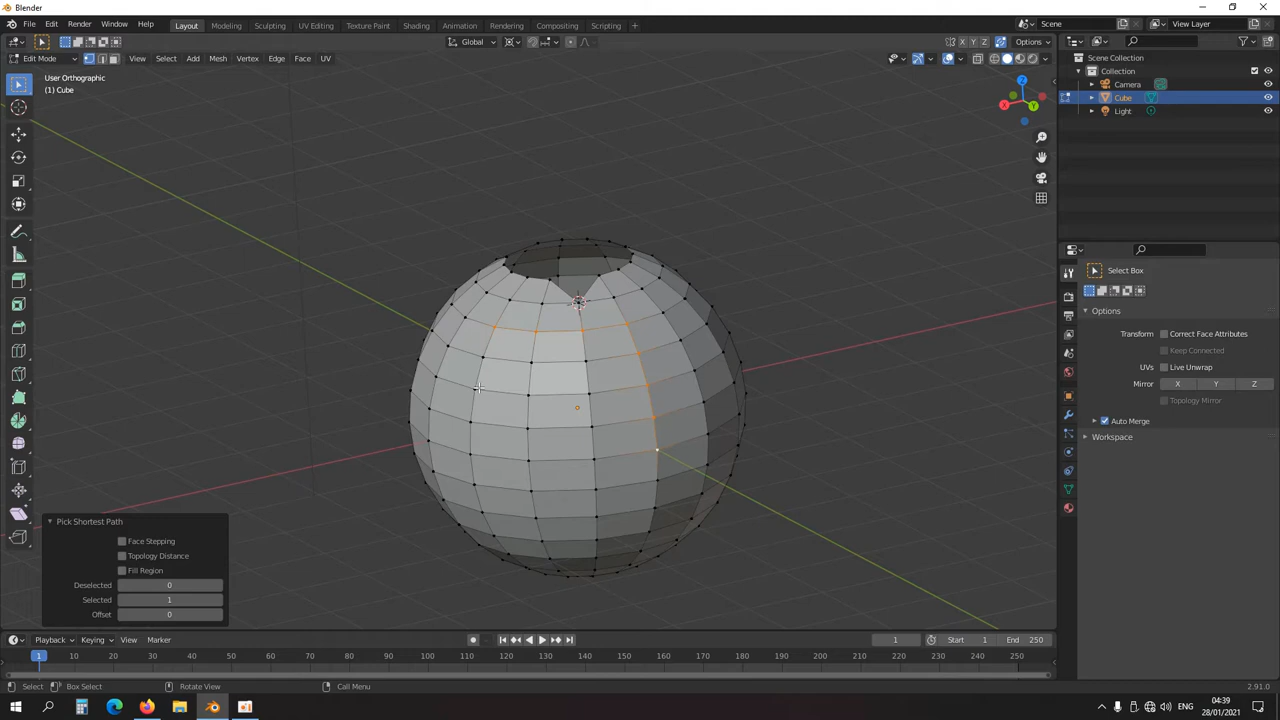 Blender
File Edit Render Window Help Layout Modeling Sculpting UV Editing Texture Paint Shading Animation Rendering Compositing Scripting + Scene View Layer
Global X Y Z Options
Edit Mode View Select Add Mesh Vertex Edge Face UV
User Orthographic
(1) Cube
Z
X
Y
Scene Collection
Collection
Camera
Cube
Light
Select Box
Options
Transform Correct Face Attributes
Keep Connected
UVs Live Unwrap
Mirror X Y Z
Topology Mirror
Auto Merge
Workspace
Pick Shortest Path
Face Stepping
Topology Distance
Fill Region
Deselected 0
Selected 1
Offset 0
Playback Keying View Marker 1 Start 1 End 250
1 10 20 30 40 50 60 70 80 90 100 110 120 130 140 150 160 170 180 190 200 210 220 230 240 250
Select Box Select Rotate View Call Menu 2.91.0
ENG 04:39
28/01/2021